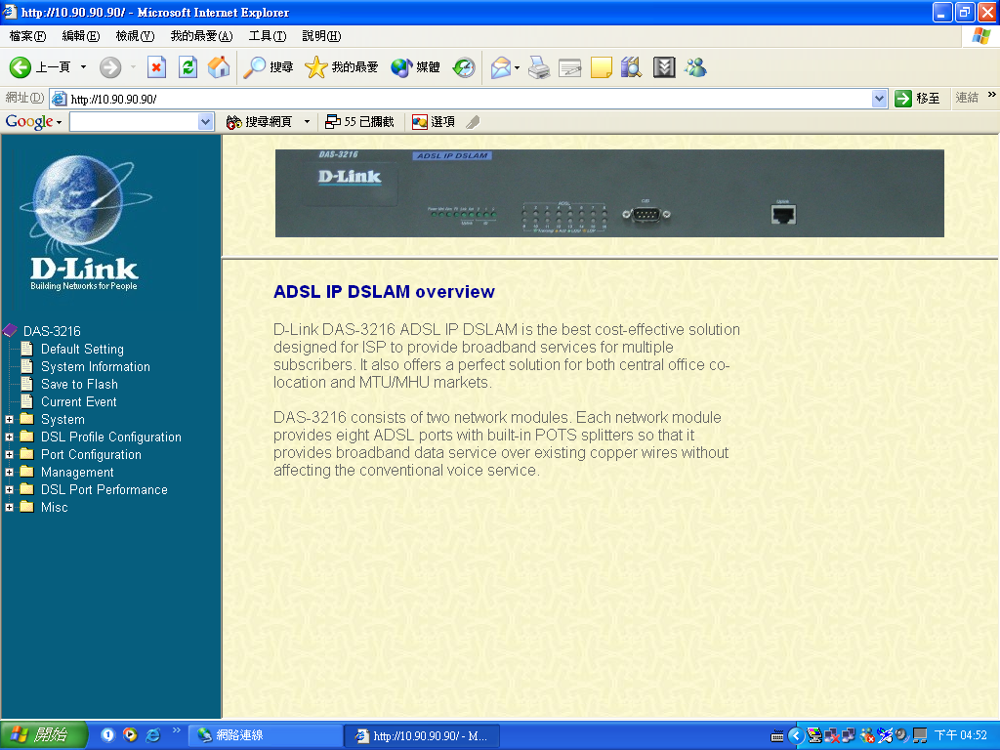 http://10.90.90.90/ - Microsoft Internet Explorer
檔案(F) 編輯(E) 檢視(V) 我的最愛(A) 工具(T) 說明(H)
上一頁 搜尋 我的最愛 媒體
網址(D) http://10.90.90.90/ 移至 連結 »
Google 搜尋網頁 55 已攔截 選項
DAS-3216 ADSL IP DSLAM
D-Link
ADSL
Uplink
D-Link
Building Networks for People
DAS-3216
Default Setting
System Information
Save to Flash
Current Event
System
DSL Profile Configuration
Port Configuration
Management
DSL Port Performance
Misc
ADSL IP DSLAM overview
D-Link DAS-3216 ADSL IP DSLAM is the best cost-effective solution
designed for ISP to provide broadband services for multiple
subscribers. It also offers a perfect solution for both central office co-
location and MTU/MHU markets.
DAS-3216 consists of two network modules. Each network module
provides eight ADSL ports with built-in POTS splitters so that it
provides broadband data service over existing copper wires without
affecting the conventional voice service.
開始 » 網路連線 http://10.90.90.90/ - M... 下午 04:52